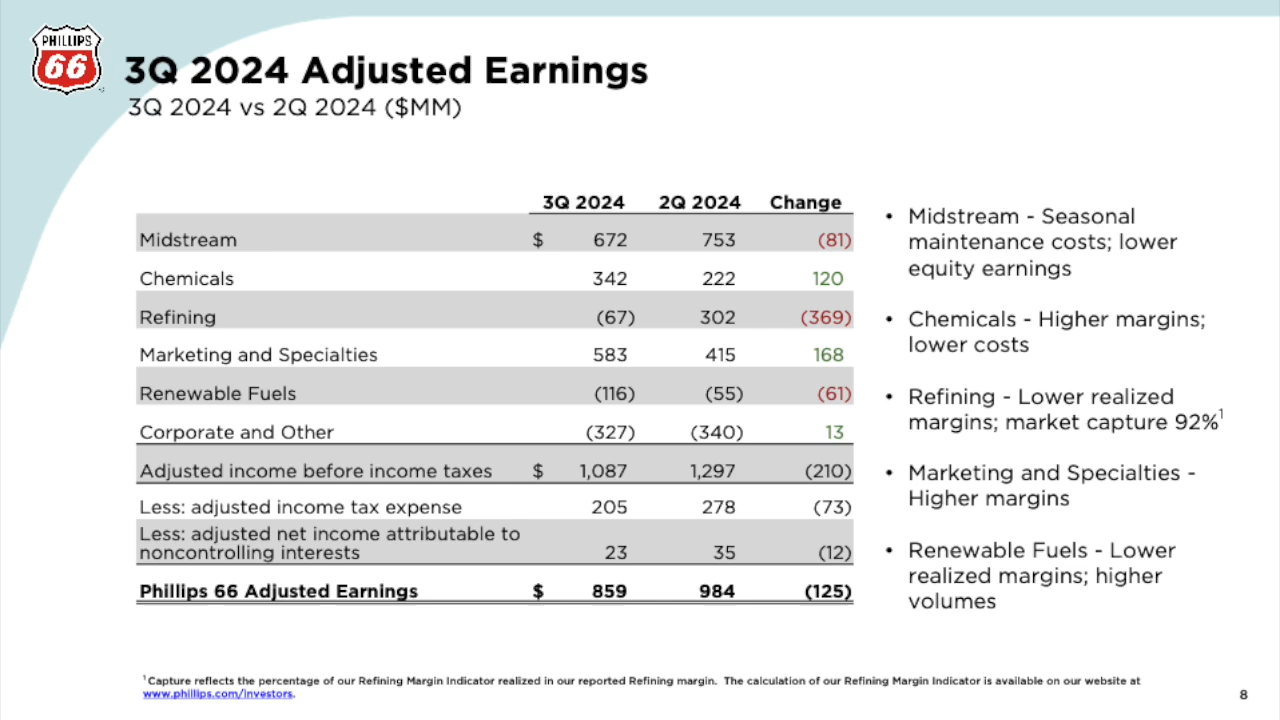 PHILLIPS
66
3Q 2024 Adjusted Earnings
3Q 2024 vs 2Q 2024 ($MM)
3Q 2024 2Q 2024 Change
Midstream $ 672 753 (81)
Chemicals 342 222 120
Refining (67) 302 (369)
Marketing and Specialties 583 415 168
Renewable Fuels (116) (55) (61)
Corporate and Other (327) (340) 13
Adjusted income before income taxes $ 1,087 1,297 (210)
Less: adjusted income tax expense 205 278 (73)
Less: adjusted net income attributable to
noncontrolling interests 23 35 (12)
Phillips 66 Adjusted Earnings $ 859 984 (125)
• Midstream - Seasonal
maintenance costs; lower
equity earnings
• Chemicals - Higher margins;
lower costs
• Refining - Lower realized
margins; market capture 92%¹
• Marketing and Specialties -
Higher margins
• Renewable Fuels - Lower
realized margins; higher
volumes
¹ Capture reflects the percentage of our Refining Margin Indicator realized in our reported Refining margin. The calculation of our Refining Margin Indicator is available on our website at
www.phillips.com/investors.
8